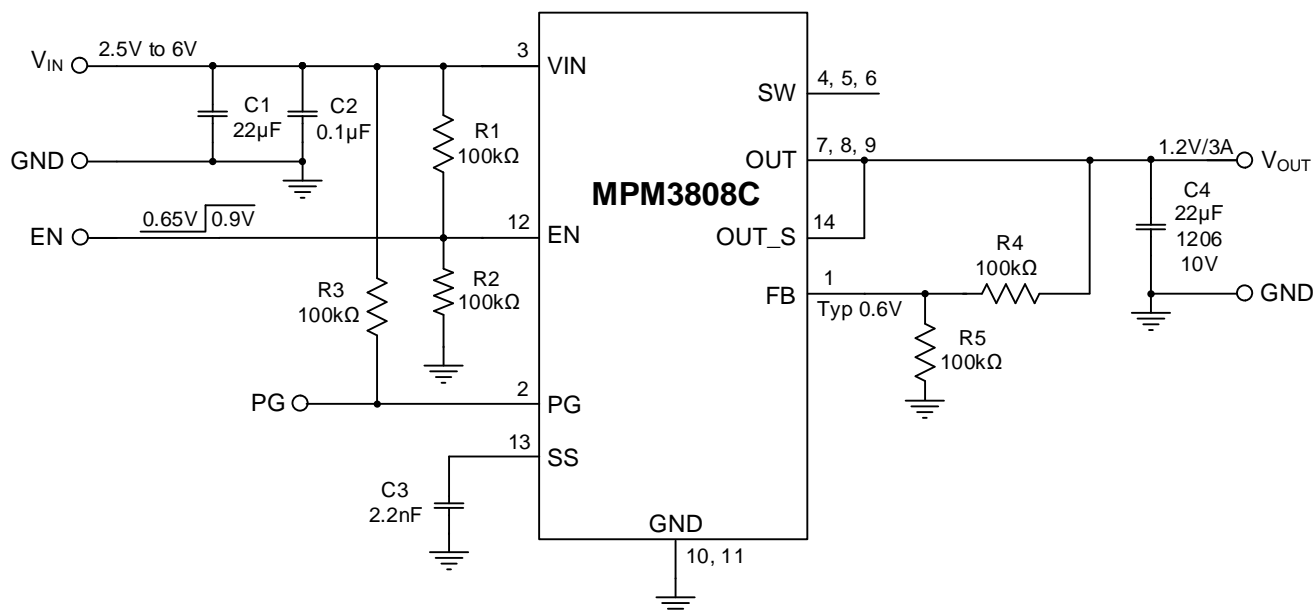 VIN 2.5V to 6V
3
VIN
C1
22µF
C2
0.1µF
R1
100kΩ
GND
EN
0.65V 0.9V
12
EN
R3
100kΩ
R2
100kΩ
PG
2
PG
13
SS
C3
2.2nF
MPM3808C
GND
10, 11
SW
4, 5, 6
OUT
7, 8, 9
OUT_S
14
FB
1
Typ 0.6V
R4
100kΩ
R5
100kΩ
1.2V/3A
VOUT
C4
22µF
1206
10V
GND